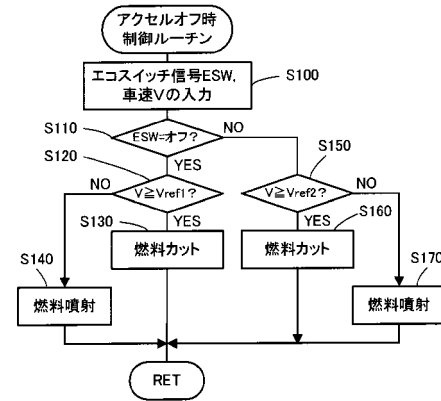 アクセルオフ時
制御ルーチン
エコスイッチ信号ESW,
車速Vの入力
S100
S110
ESW=オフ?
NO
YES
S120
S150
NO
V≧Vref1?
V≧Vref2?
NO
YES
S130
YES
S160
燃料カット
燃料カット
S140
S170
燃料噴射
燃料噴射
RET